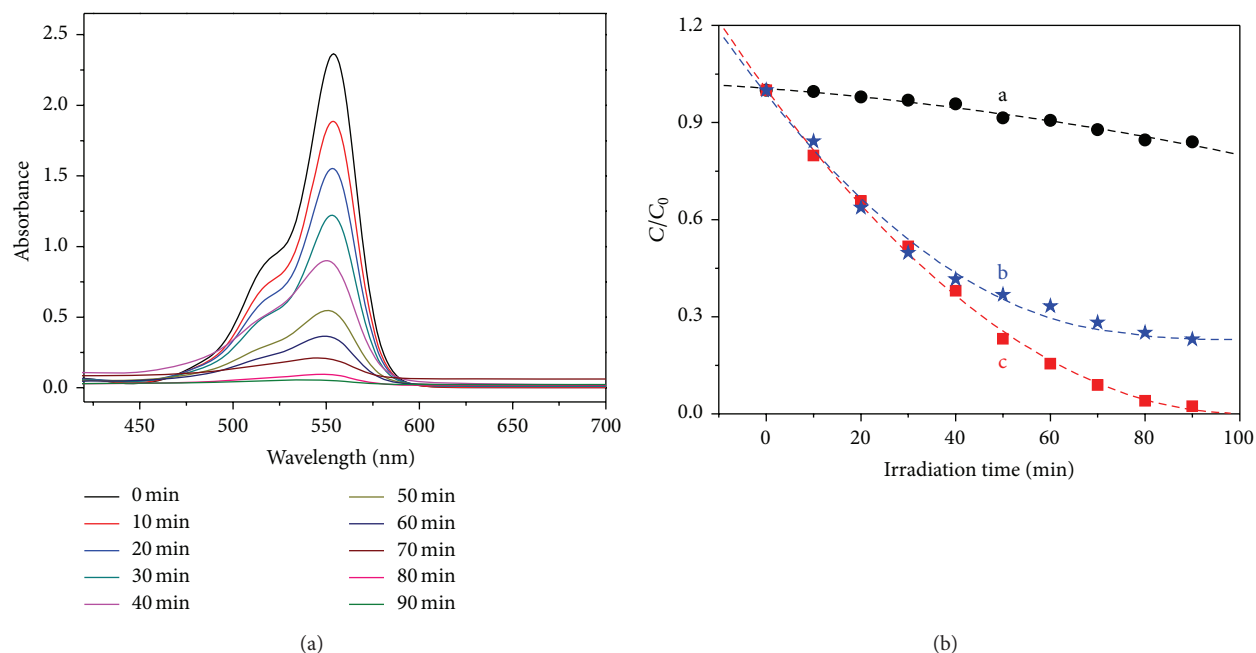 2.5
2.0
1.5
1.0
0.5
0.0
Absorbance
450 500 550 600 650 700
Wavelength (nm)
0 min
10 min
20 min
30 min
40 min
50 min
60 min
70 min
80 min
90 min
(a)
1.2
0.9
0.6
0.3
0.0
C/C0
a
b
c
0 20 40 60 80 100
Irradiation time (min)
(b)